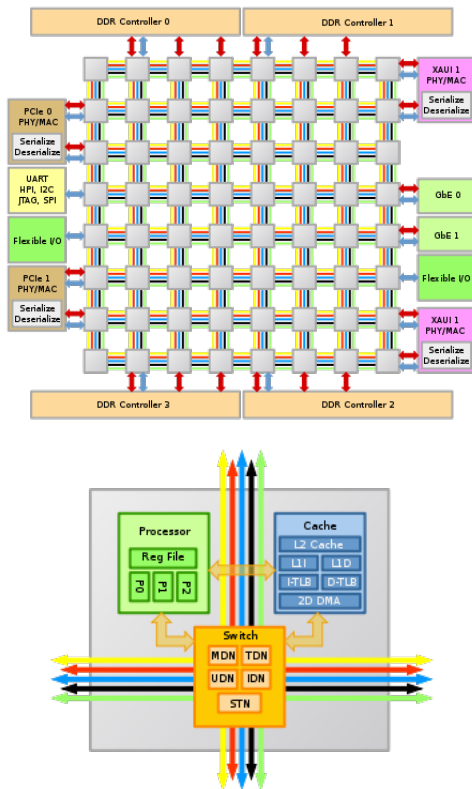 DDR Controller 0
DDR Controller 1
XAUI 1
PHY/MAC
Serialize
Deserialize
PCIe 0
PHY/MAC
Serialize
Deserialize
UART
HPI, I2C
JTAG, SPI
GbE 0
Flexible I/O
GbE 1
PCIe 1
PHY/MAC
Serialize
Deserialize
Flexible I/O
XAUI 1
PHY/MAC
Serialize
Deserialize
DDR Controller 3
DDR Controller 2
Processor
Reg File
P0
P1
P2
Cache
L2 Cache
L1I
L1D
I-TLB
D-TLB
2D DMA
Switch
MDN
TDN
UDN
IDN
STN